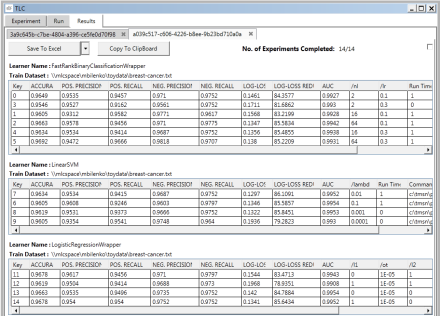 TLC
Experiment Run Results
3a9c645b-c7be-4804-a396-ce5fe0d70f98 a039c517-c606-4226-b8ee-9b23bd710a0a
Save To Excel Copy To ClipBoard No. of Experiments Completed: 14/14
Learner Name : FastRankBinaryClassificationWrapper
Train Dataset : \\mlcspace\mbilenko\toydata\breast-cancer.txt
Key ACCURA POS. PRECISIO POS. RECALL NEG. PRECISIO NEG. RECALL LOG-LOS LOG-LOSS REDI AUC /nl /lr Run Time
0 0.9649 0.9535 0.9457 0.971 0.9752 0.1461 84.3577 0.9927 2 0.1 1
3 0.9546 0.9527 0.9162 0.9561 0.9752 0.1711 81.6862 0.993 2 0.3 0
1 0.9605 0.9312 0.9582 0.9771 0.9617 0.1568 83.2199 0.9928 16 0.1 1
2 0.9663 0.9578 0.9456 0.971 0.9775 0.1347 85.5834 0.9942 64 0.1 1
4 0.9634 0.9534 0.9414 0.9687 0.9752 0.1356 85.4855 0.9938 16 0.3 1
5 0.9692 0.9472 0.9666 0.9818 0.9707 0.138 85.2209 0.9931 64 0.3 1
Learner Name : LinearSVM
Train Dataset : \\mlcspace\mbilenko\toydata\breast-cancer.txt
Key ACCURA POS. PRECISIO POS. RECALL NEG. PRECISIO NEG. RECALL LOG-LOS LOG-LOSS REDI AUC /lambd Run Time Comman
7 0.9634 0.9534 0.9415 0.9687 0.9752 0.1297 86.1091 0.9952 0.01 1
6 0.9605 0.9608 0.9246 0.9603 0.9797 0.1346 85.5857 0.9954 0.1 1
8 0.9619 0.9531 0.9373 0.9666 0.9752 0.1322 85.8451 0.9953 0.001 0
9 0.9605 0.9354 0.9541 0.9748 0.964 0.1936 79.2823 0.993 0.0001 0
Learner Name : LogisticRegressionWrapper
Train Dataset : \\mlcspace\mbilenko\toydata\breast-cancer.txt
Key ACCURA POS. PRECISIO POS. RECALL NEG. PRECISIO NEG. RECALL LOG-LOS LOG-LOSS REDI AUC /l1 /ot /l2
11 0.9678 0.9617 0.9456 0.971 0.9797 0.1544 83.4713 0.9943 0 1E-05 1
12 0.9619 0.9504 0.9414 0.9688 0.973 0.1968 78.9351 0.9908 1 1E-05 1
13 0.9663 0.9535 0.9496 0.9735 0.9752 0.142 84.7884 0.9954 0 1E-05 0
14 0.9678 0.954 0.954 0.9752 0.9752 0.1341 85.6434 0.9952 1 1E-05 0